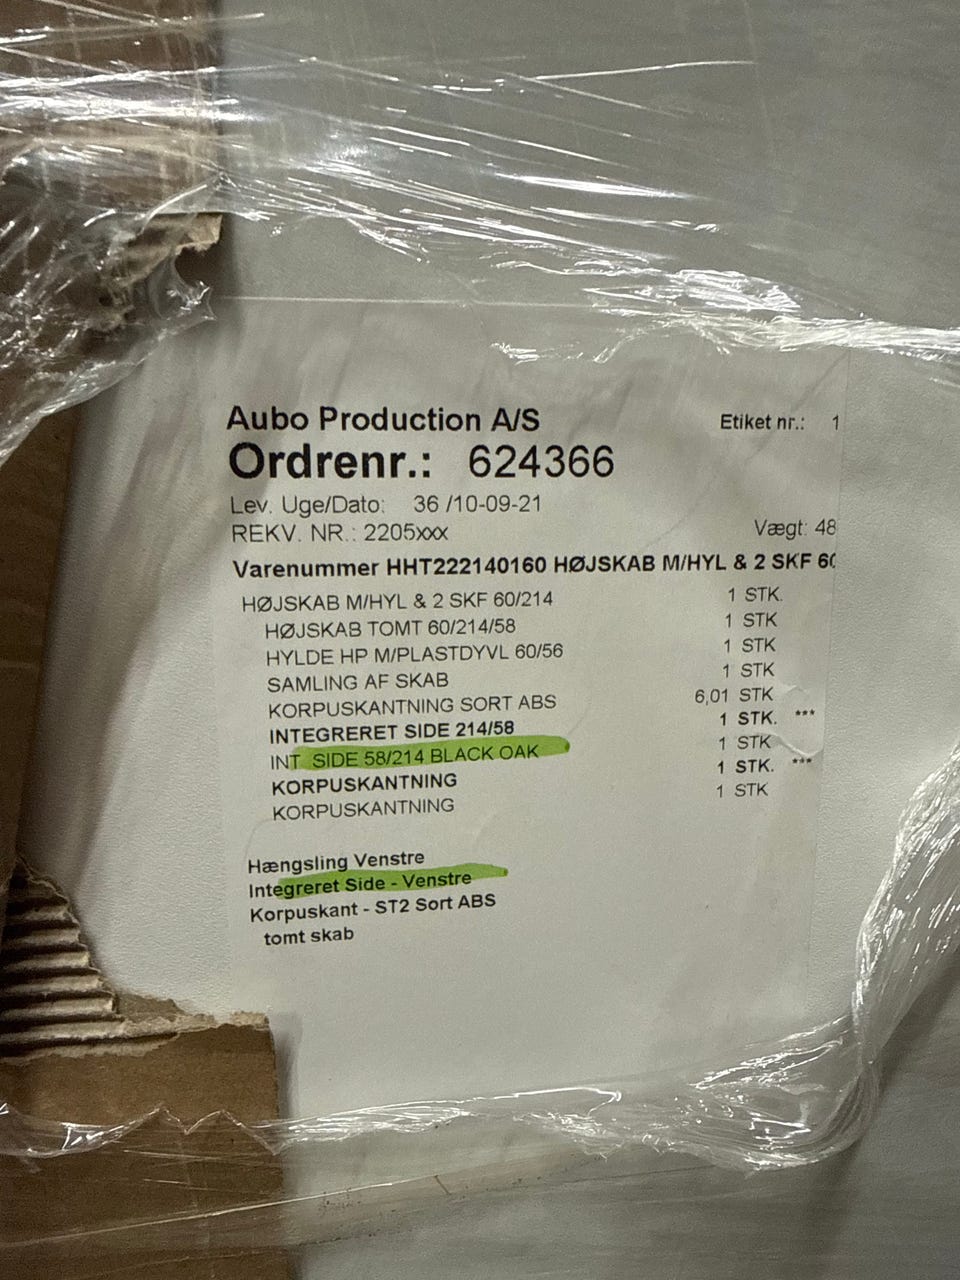 Aubo Production A/S Etiket nr.: 1
Ordrenr.: 624366
Lev. Uge/Dato: 36 /10-09-21
REKV. NR.: 2205xxx Vægt: 48
Varenummer HHT222140160 HØJSKAB M/HYL & 2 SKF 60
HØJSKAB M/HYL & 2 SKF 60/214 1 STK.
HØJSKAB TOMT 60/214/58 1 STK
HYLDE HP M/PLASTDYVL 60/56 1 STK
SAMLING AF SKAB 1 STK
KORPUSKANTNING SORT ABS 6,01 STK
INTEGRERET SIDE 214/58 1 STK. ***
INT SIDE 58/214 BLACK OAK 1 STK
KORPUSKANTNING 1 STK. ***
KORPUSKANTNING 1 STK
Hængsling Venstre
Integreret Side - Venstre
Korpuskant - ST2 Sort ABS
tomt skab